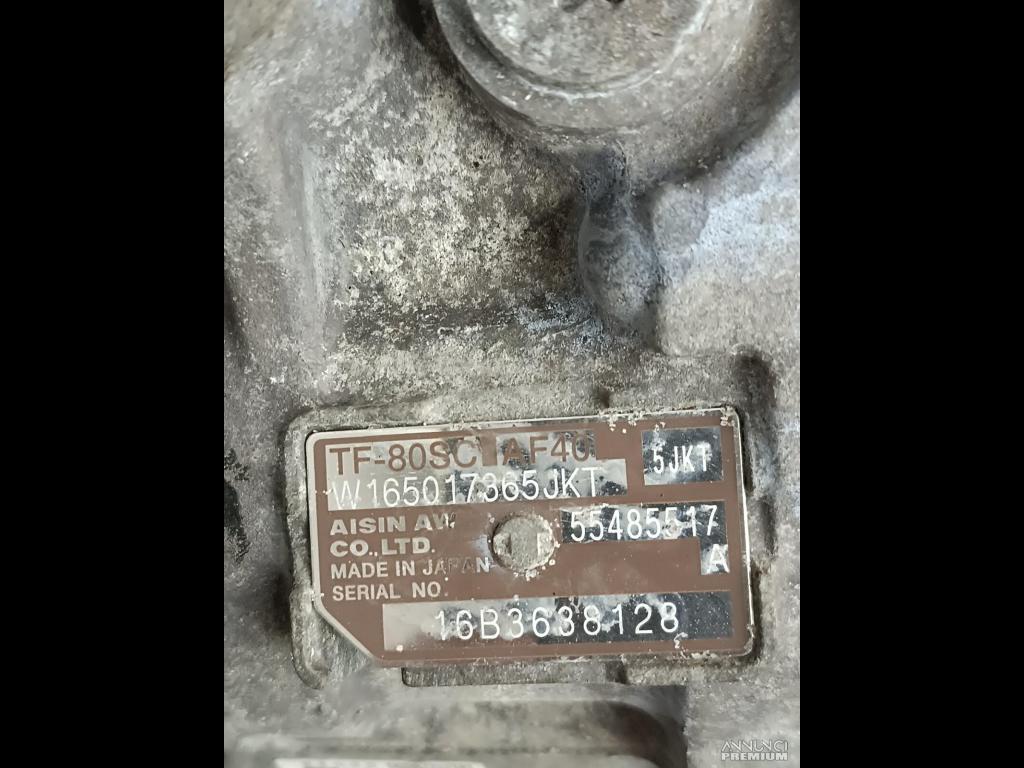 TF-80SC AF40
5JKT
W165017365JKT
AISIN AW
CO.,LTD.
55485517
A
MADE IN JAPAN
SERIAL NO.
16B3638128
ANNUNCI
PREMIUM